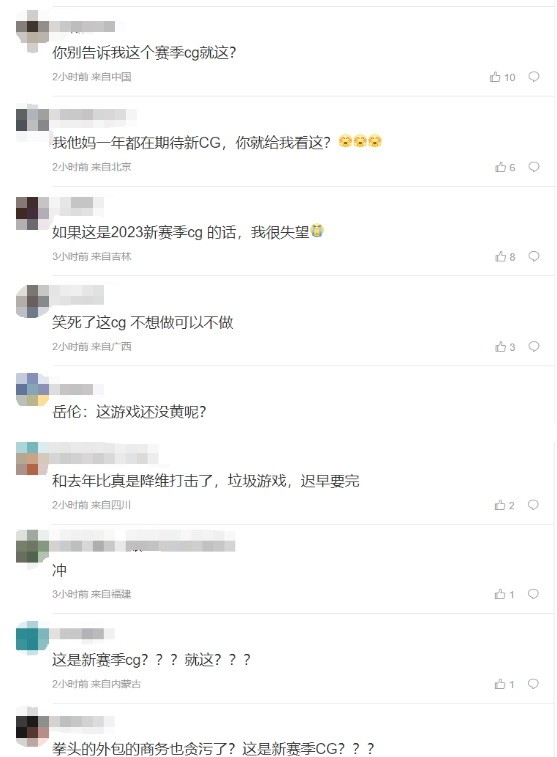 你别告诉我这个赛季cg就这？
2小时前 来自中国
10
我他妈一年都在期待新CG，你就给我看这？
2小时前 来自北京
6
如果这是2023新赛季cg 的话，我很失望
3小时前 来自吉林
8
笑死了这cg 不想做可以不做
2小时前 来自广西
3
岳伦：这游戏还没黄呢？
和去年比真是降维打击了，垃圾游戏，迟早要完
2小时前 来自四川
2
冲
3小时前 来自福建
1
这是新赛季cg？？？就这？？？
2小时前 来自内蒙古
1
拳头的外包的商务也贪污了？这是新赛季CG？？？